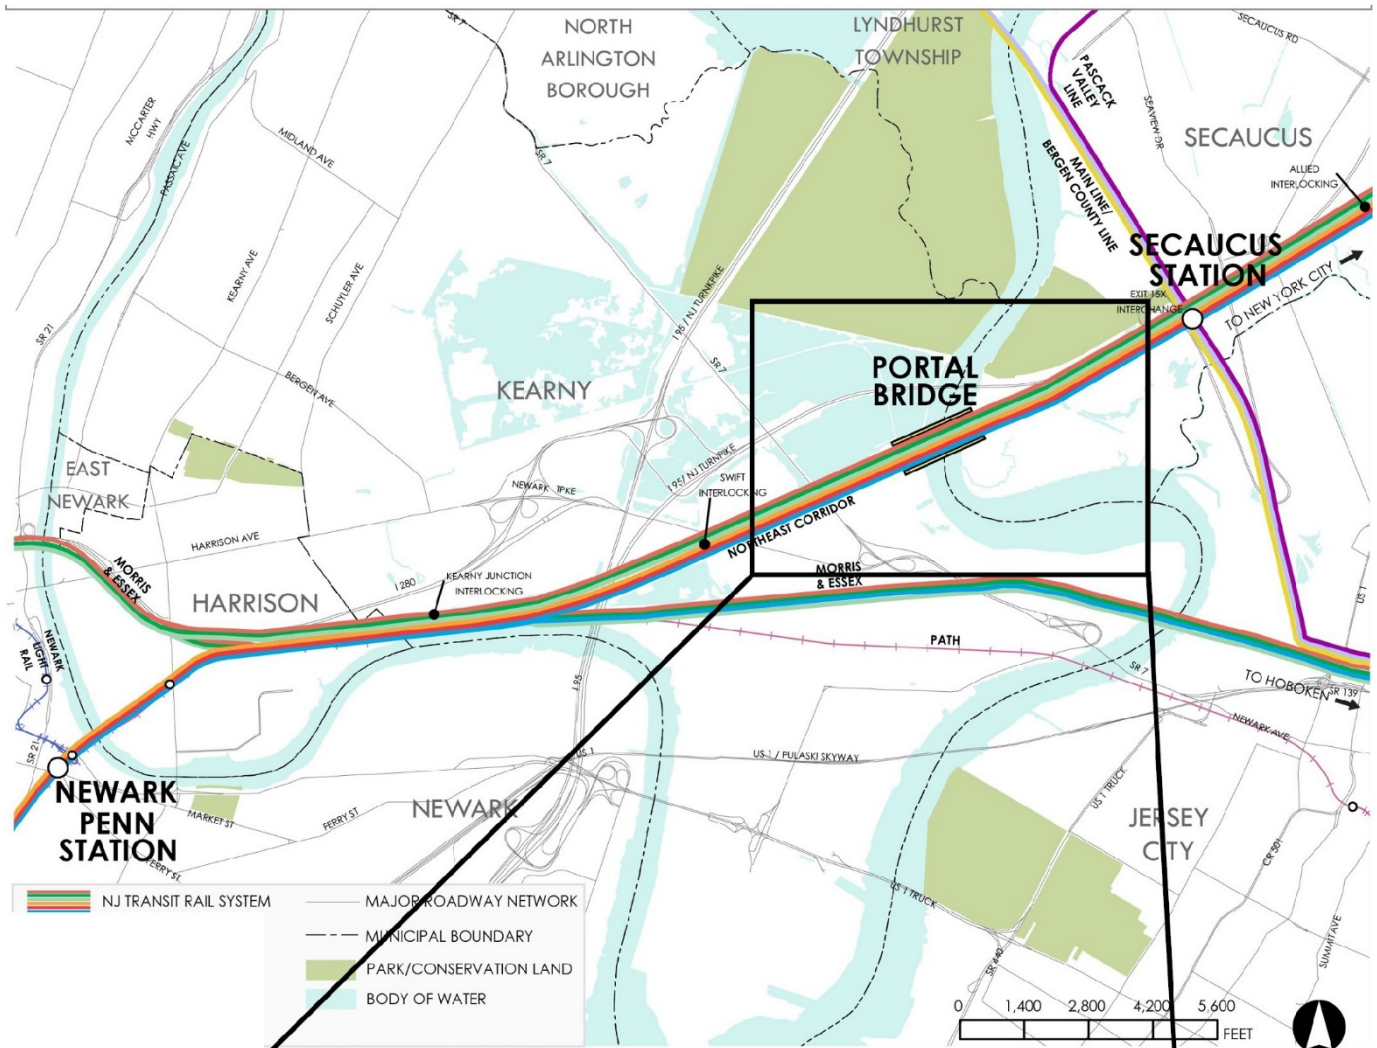 SR 7
NORTH
ARLINGTON
BOROUGH
LYNDHURST
TOWNSHIP
SECAUCUS RD
PASCACK
VALLEY
LINE
SEAVIEW DR
SECAUCUS
MCCARTER
HWY
MIDLAND AVE
PASSAIC AVE
SR 7
MAIN LINE/
BERGEN COUNTY LINE
ALLIED
INTERLOCKING
SECAUCUS
STATION
KEARNY AVE
SCHUYLER AVE
EXIT 15X
INTERCHANGE
TO NEW YORK CITY
SR 21
I 95 / NJ TURNPIKE
SR 7
PORTAL
BRIDGE
KEARNY
BERGEN AVE
EAST
NEWARK
I 95/ NJ TURNPIKE
SWIFT
INTERLOCKING
NEWARK TPKE
NORTHEAST CORRIDOR
HARRISON AVE
MORRIS
& ESSEX
MORRIS
& ESSEX
I 280
KEARNY JUNCTION
INTERLOCKING
HARRISON
US 1
NEWARK
LIGHT
RAIL
PATH
SR 7
TO HOBOKEN
SR 139
I 95
NEWARK AVE
SR 21
US 1
US 1 / PULASKI SKYWAY
NEWARK
PENN
STATION
MARKET ST
FERRY ST
NEWARK
US 1 TRUCK
JERSEY
CITY
FERRY ST.
CR 501
US 1 TRUCK
SUMMIT AVE
SR 440
NJ TRANSIT RAIL SYSTEM
MAJOR ROADWAY NETWORK
MUNICIPAL BOUNDARY
PARK/CONSERVATION LAND
BODY OF WATER
0 1,400 2,800 4,200 5,600
FEET